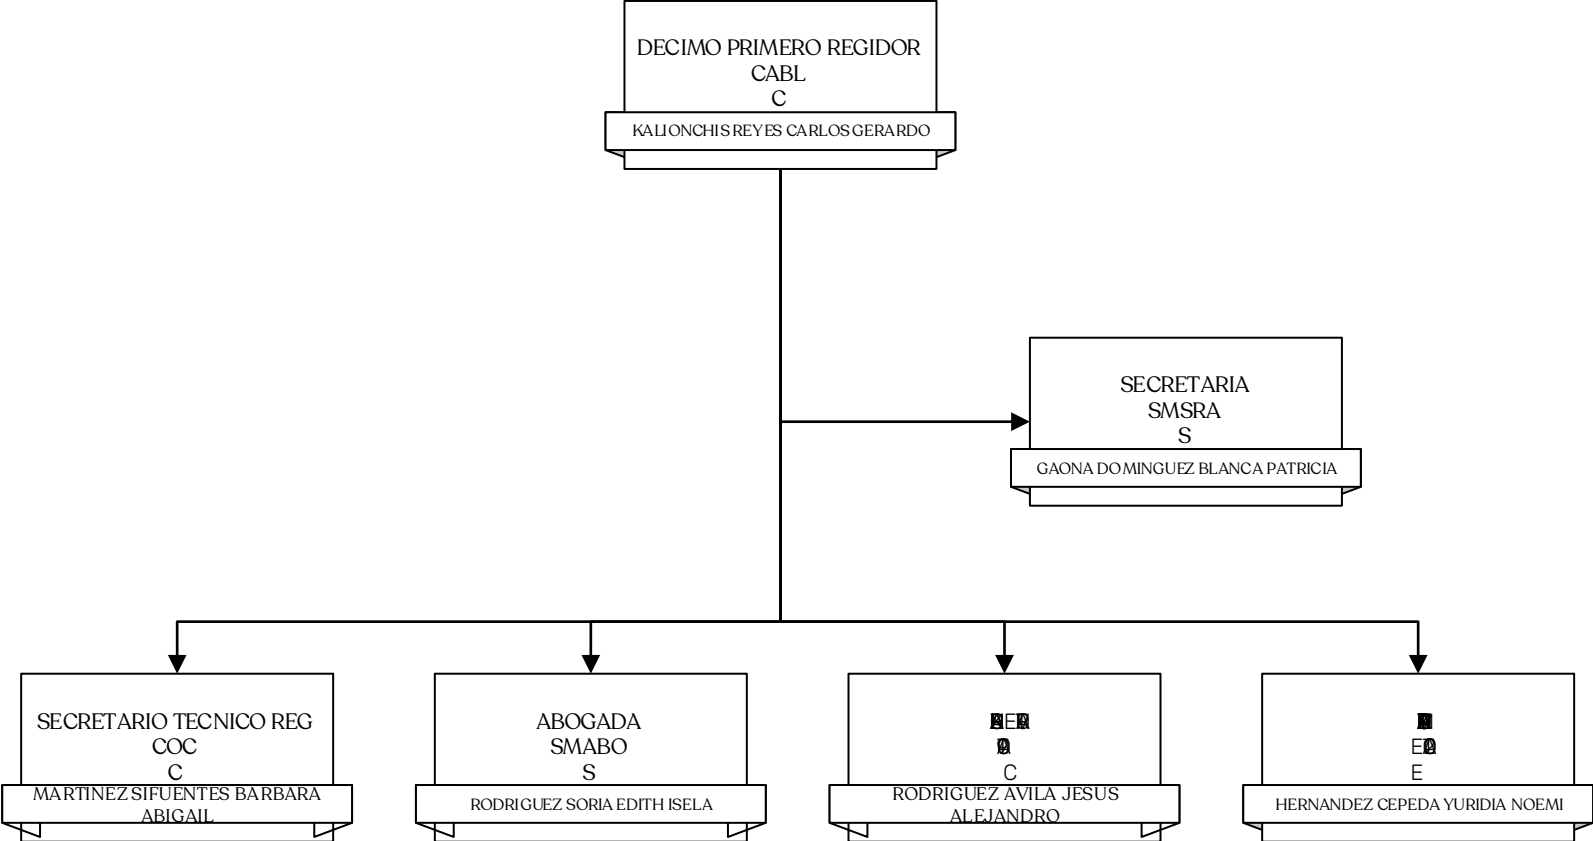 DECIMO PRIMERO REGIDOR
CABL
C
KALIONCHIS REYES CARLOS GERARDO
SECRETARIA
SMSRA
S
GAONA DOMINGUEZ BLANCA PATRICIA
SECRETARIO TECNICO REG
COC
C
MARTINEZ SIFUENTES BARBARA
ABIGAIL
ABOGADA
SMABO
S
RODRIGUEZ SORIA EDITH ISELA
C
RODRIGUEZ AVILA JESUS
ALEJANDRO
E
HERNANDEZ CEPEDA YURIDIA NOEMI